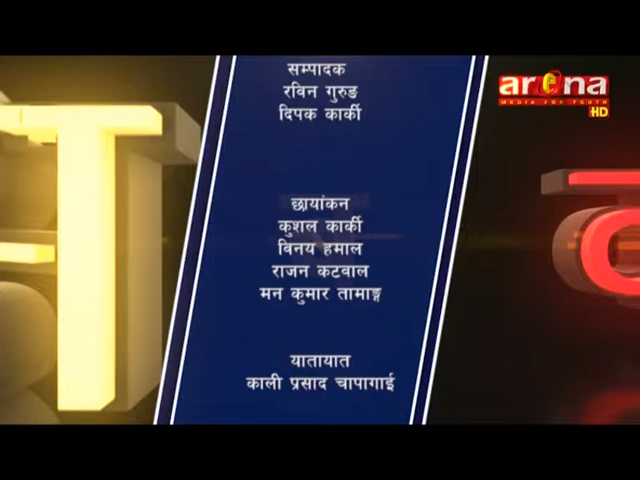 सम्पादक
रविन गुरुङ
दिपक कार्की
छायांकन
कुशल कार्की
विनय हमाल
राजन कटवाल
मन कुमार तामाङ्ग
यातायात
काली प्रसाद चापागाई
arena
MEDIA FOR YOUTH
HD